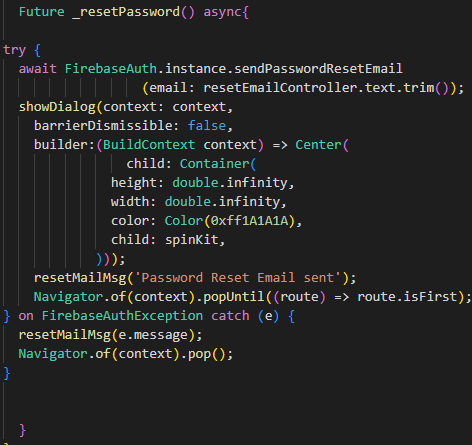 Future _resetPassword() async{
try {
await FirebaseAuth.instance.sendPasswordResetEmail
(email: resetEmailController.text.trim());
showDialog(context: context,
barrierDismissible: false,
builder:(BuildContext context) => Center(
child: Container(
height: double.infinity,
width: double.infinity,
color: Color(0xff1A1A1A),
child: spinKit,
)));
resetMailMsg('Password Reset Email sent');
Navigator.of(context).popUntil((route) => route.isFirst);
} on FirebaseAuthException catch (e) {
resetMailMsg(e.message);
Navigator.of(context).pop();
}
}